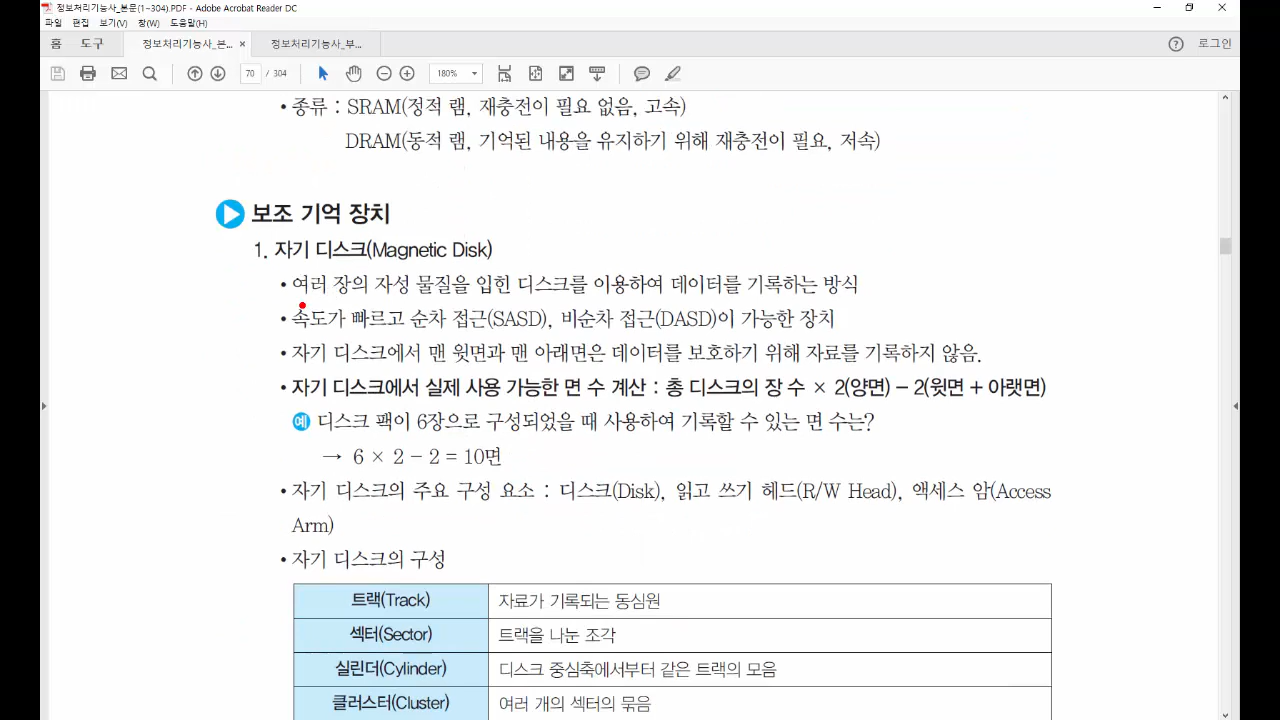 정보처리기능사_본문(1~304).PDF - Adobe Acrobat Reader DC
파일 편집 보기(V) 창(W) 도움말(H)
홈 도구 정보처리기능사_본... × 정보처리기능사_부... ? 로그인
70 / 304 180%
• 종류 : SRAM(정적 램, 재충전이 필요 없음, 고속)
DRAM(동적 램, 기억된 내용을 유지하기 위해 재충전이 필요, 저속)
보조 기억 장치
1. 자기 디스크(Magnetic Disk)
• 여러 장의 자성 물질을 입힌 디스크를 이용하여 데이터를 기록하는 방식
• 속도가 빠르고 순차 접근(SASD), 비순차 접근(DASD)이 가능한 장치
• 자기 디스크에서 맨 윗면과 맨 아래면은 데이터를 보호하기 위해 자료를 기록하지 않음.
• 자기 디스크에서 실제 사용 가능한 면 수 계산 : 총 디스크의 장 수 × 2(양면) − 2(윗면 + 아랫면)
예 디스크 팩이 6장으로 구성되었을 때 사용하여 기록할 수 있는 면 수는?
→ 6 × 2 − 2 = 10면
• 자기 디스크의 주요 구성 요소 : 디스크(Disk), 읽고 쓰기 헤드(R/W Head), 액세스 암(Access
Arm)
• 자기 디스크의 구성
트랙(Track) 자료가 기록되는 동심원
섹터(Sector) 트랙을 나눈 조각
실린더(Cylinder) 디스크 중심축에서부터 같은 트랙의 모음
클러스터(Cluster) 여러 개의 섹터의 묶음